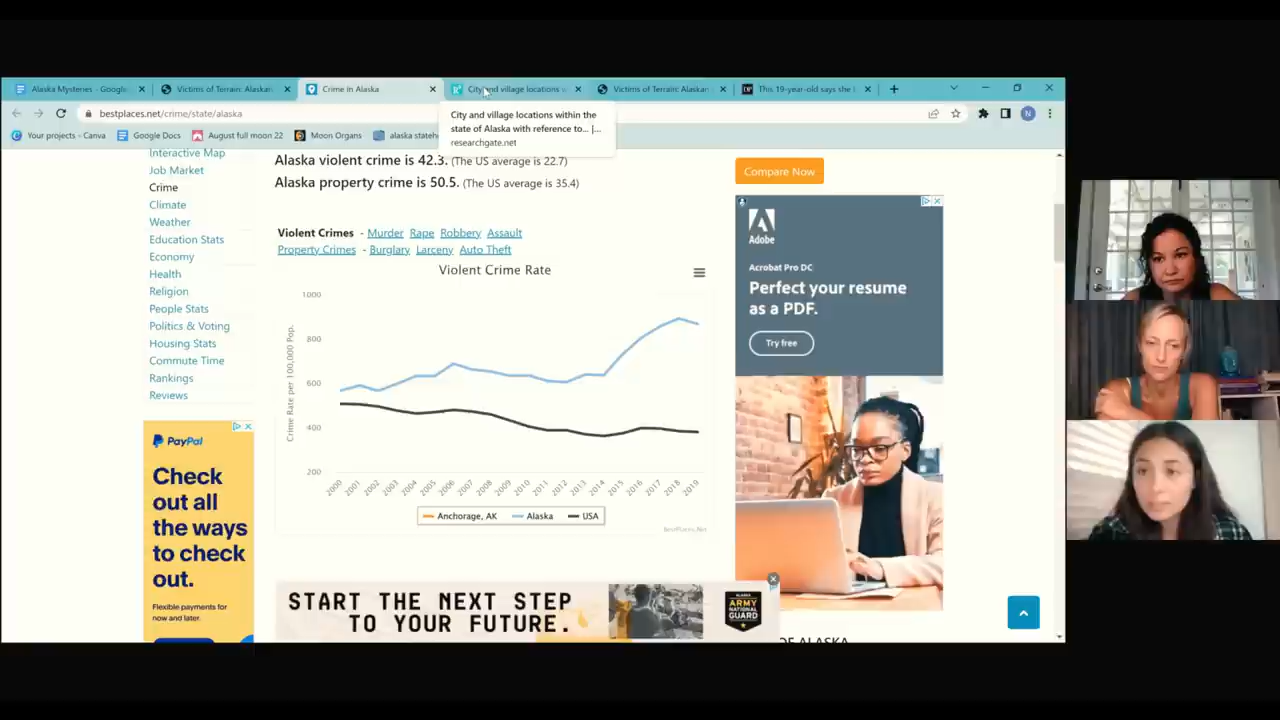 Alaska Mysteries - Google
Victims of Terrain: Alaskan
Crime in Alaska
City and village locations w
Victims of Terrain: Alaskan
This 19-year-old says she l
bestplaces.net/crime/state/alaska
N
Your projects - Canva
Google Docs
August full moon 22
Moon Organs
alaska stateh
City and village locations within the
state of Alaska with reference to... |...
researchgate.net
Interactive Map
Job Market
Crime
Climate
Weather
Education Stats
Economy
Health
Religion
People Stats
Politics & Voting
Housing Stats
Commute Time
Rankings
Reviews
PayPal
Check
out all
the ways
to check
out.
Flexible payments for
now and later.
Alaska violent crime is 42.3. (The US average is 22.7)
Alaska property crime is 50.5. (The US average is 35.4)
Violent Crimes - Murder Rape Robbery Assault
Property Crimes - Burglary Larceny Auto Theft
Violent Crime Rate
Crime Rate per 100,000 Pop.
1000
800
600
400
200
2000 2001 2002 2003 2004 2005 2006 2007 2008 2009 2010 2011 2012 2013 2014 2015 2016 2017 2018 2019
Anchorage, AK Alaska USA
BestPlaces.Net
Compare Now
Adobe
Acrobat Pro DC
Perfect your resume
as a PDF.
Try free
START THE NEXT STEP
TO YOUR FUTURE.
ALASKA
ARMY
NATIONAL
GUARD
OF ALASKA